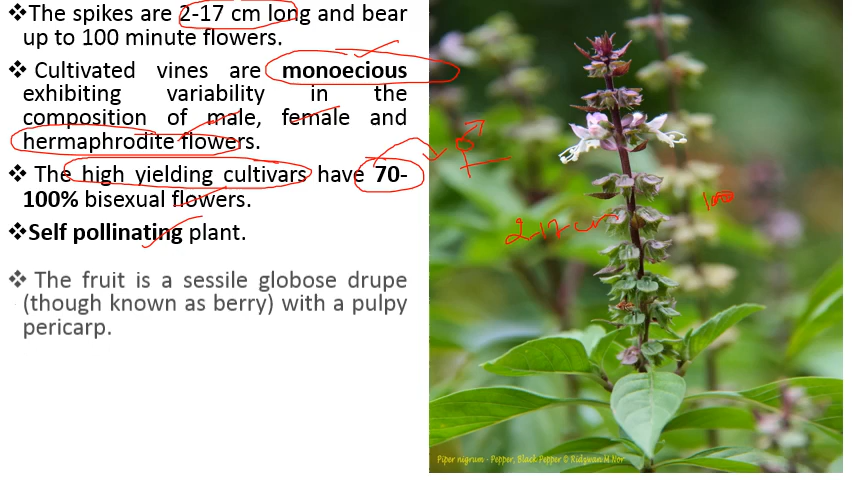 ❖The spikes are 2-17 cm long and bear
up to 100 minute flowers.
❖ Cultivated vines are monoecious
exhibiting variability in the
composition of male, female and
hermaphrodite flowers.
❖ The high yielding cultivars have 70-
100% bisexual flowers.
❖Self pollinating plant.
❖ The fruit is a sessile globose drupe
(though known as berry) with a pulpy
pericarp.
100
2-17 cm
Piper nigrum - Pepper, Black Pepper © Ridzwan M.Nor